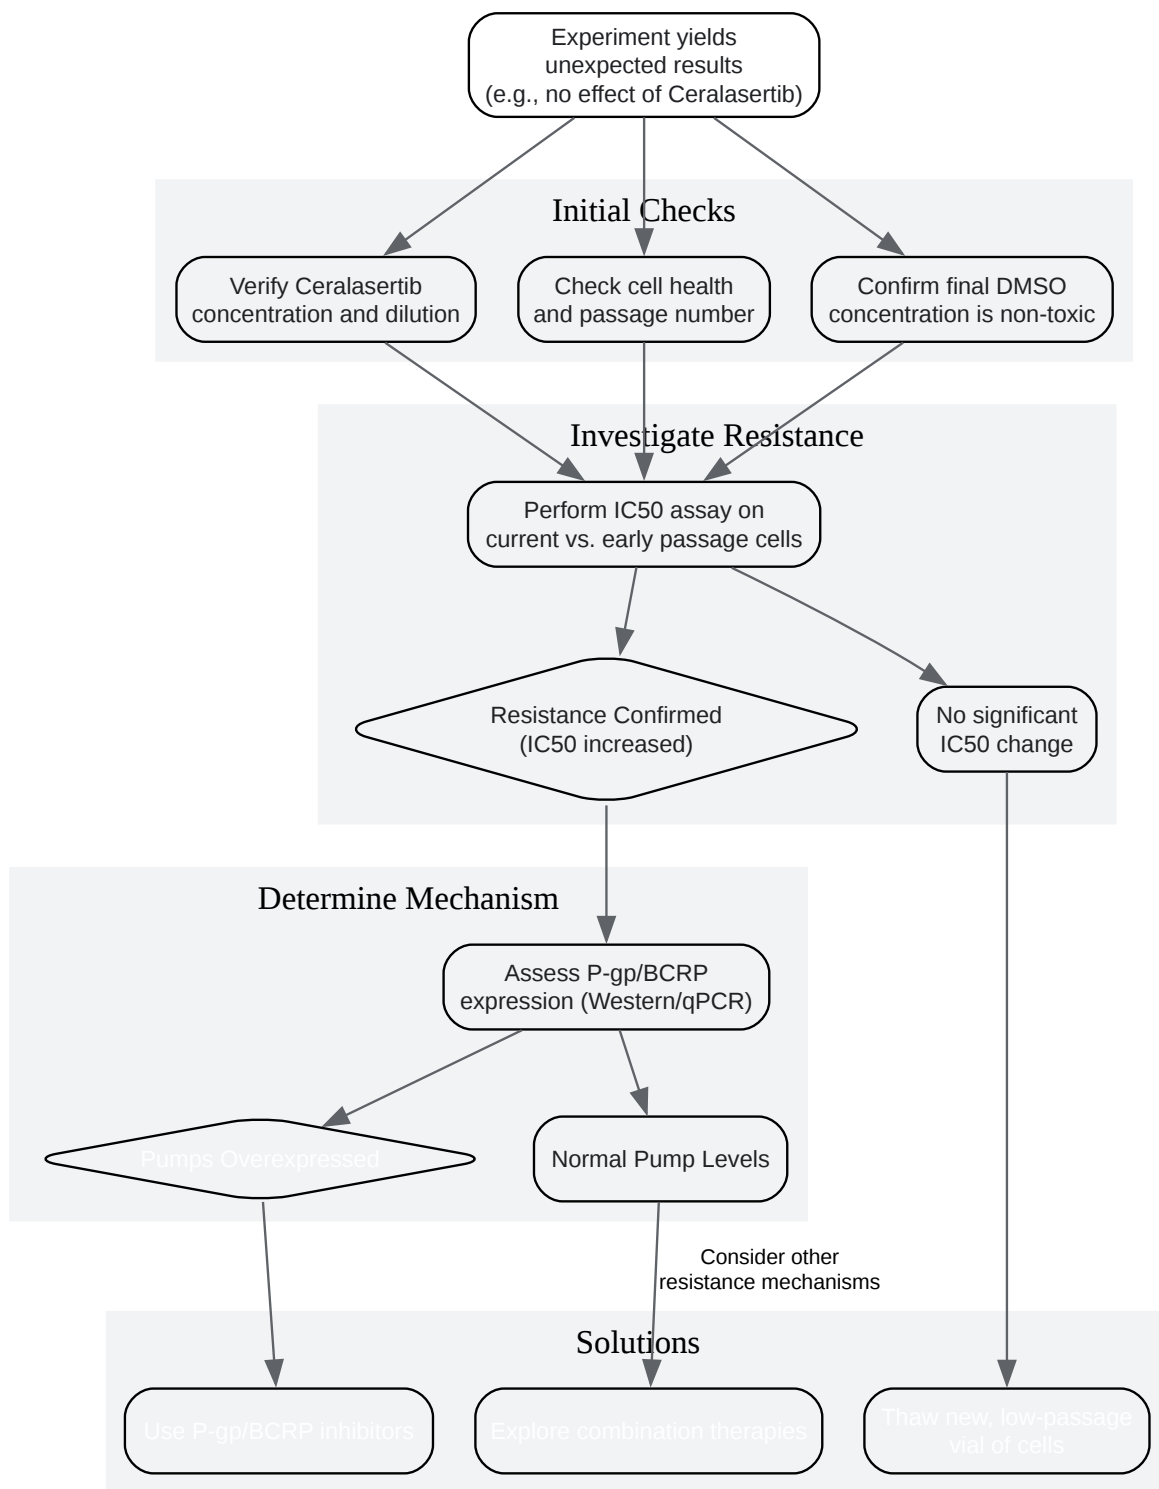 Experiment yields
unexpected results
(e.g., no effect of Ceralasertib)
Initial Checks
Verify Ceralasertib
concentration and dilution
Check cell health
and passage number
Confirm final DMSO
concentration is non-toxic
Investigate Resistance
Perform IC50 assay on
current vs. early passage cells
Resistance Confirmed
(IC50 increased)
No significant
IC50 change
Determine Mechanism
Assess P-gp/BCRP
expression (Western/qPCR)
Pumps Overexpressed
Normal Pump Levels
Consider other
resistance mechanisms
Solutions
Use P-gp/BCRP inhibitors
Explore combination therapies
Thaw new, low-passage
vial of cells